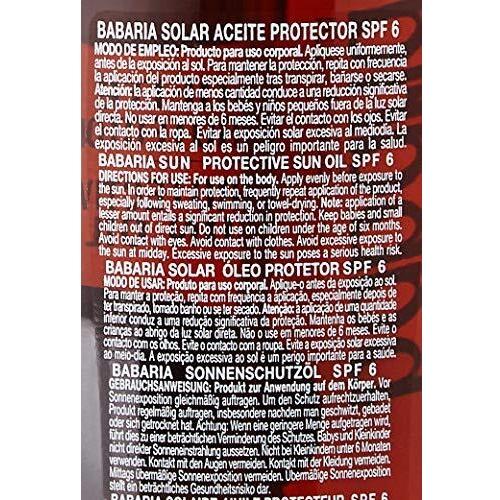 BABARIA SOLAR ACEITE PROTECTOR SPF 6
MODO DE EMPLEO: Producto para uso corporal. Aplíquese uniformemente,
antes de la exposición al sol. Para mantener la protección, repita con frecuencia
la aplicación del producto especialmente tras transpirar, bañarse o secarse.
Atención: la aplicación de menos cantidad conduce a una reducción significativa
de la protección. Mantenga a los bebés y niños pequeños fuera de la luz solar
directa. No usar en menores de 6 meses. Evitar el contacto con los ojos. Evitar
el contacto con la ropa. Evitar la exposición solar excesiva al mediodía. La
exposición excesiva al sol es un peligro importante para la salud.
BABARIA SUN PROTECTIVE SUN OIL SPF 6
DIRECTIONS FOR USE: For use on the body. Apply evenly before exposure to
the sun. In order to maintain protection, frequently repeat application of the product,
especially following sweating, swimming, or towel-drying. Note: application of a
lesser amount entails a significant reduction in protection. Keep babies and small
children out of direct sun. Do not use on children under the age of six months.
Avoid contact with eyes. Avoid contact with clothes. Avoid excessive exposure to
the sun at midday. Excessive exposure to the sun poses a serious health risk.
BABARIA SOLAR ÓLEO PROTETOR SPF 6
MODO DE USAR: Produto para uso corporal. Aplique-o antes da exposição ao sol.
Para manter a proteção, repita com frequência a aplicação, especialmente depois de
ter transpirado, tomado banho ou se ter secado. Atenção: a aplicação de uma quantidade
inferior conduz a uma redução significativa da proteção. Mantenha os bebés e as
crianças ao abrigo da luz solar direta. Não o use em menores de 6 meses. Evite o
contacto com os olhos. Evite o contacto com a roupa. Evite a exposição solar excessiva
ao meio-dia. A exposição excessiva ao sol é um perigo importante para a saúde.
BABARIA SONNENSCHUTZÖL SPF 6
GEBRAUCHSANWEISUNG: Produkt zur Anwendung auf dem Körper. Vor
Sonnenexposition gleichmäßig auftragen. Um den Schutz aufrechtzuerhalten
Produkt regelmäßig auftragen, insbesondere nachdem man geschwitzt, gebadet
oder sich getrocknet hat. Achtung: Wenn eine geringere Menge aufgetragen wird,
führt dies zu einer beträchtlichen Verminderung des Schutzes. Babys und Kleinkinder
nicht direkter Sonneneinstrahlung aussetzen. Nicht bei Kleinkindern unter 6 Monaten
verwenden. Kontakt mit den Augen vermeiden. Kontakt mit der Kleidung vermeiden.
Mittags übermäßige Sonnenexposition vermeiden. Übermäßige Sonnenexposition
stellt ein beträchtliches Gesundheitsrisiko dar.
BABARIA SOLAIRE HUILE PROTECTEUR SPF 6